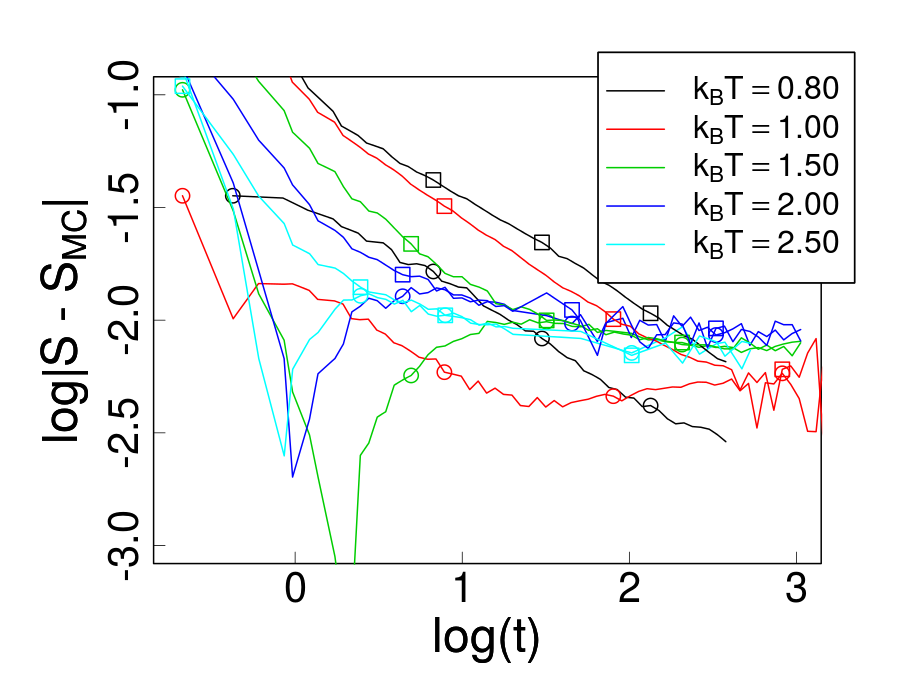 log|S - S_MC|
-1.0
-1.5
-2.0
-2.5
-3.0
0 1 2 3
log(t)
k_BT = 0.80
k_BT = 1.00
k_BT = 1.50
k_BT = 2.00
k_BT = 2.50